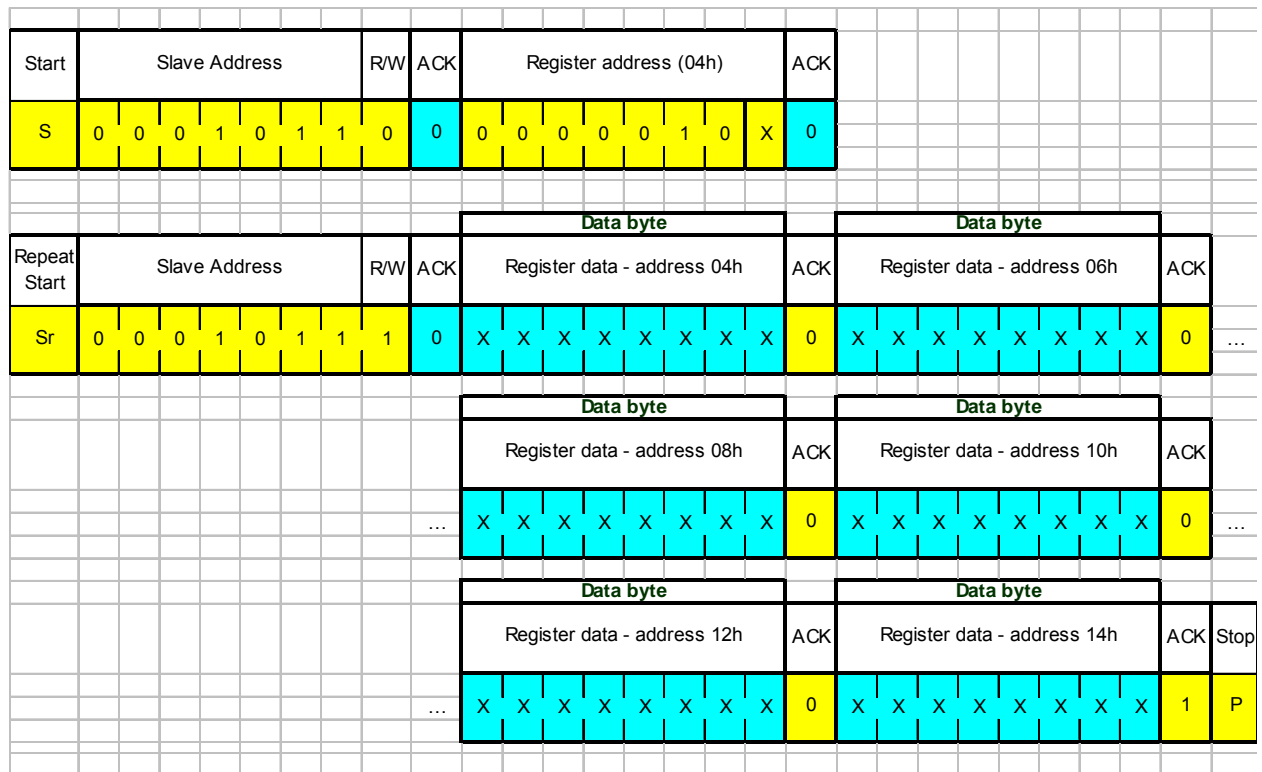 Start Slave Address R/W ACK Register address (04h) ACK
S 0 0 0 1 0 1 1 0 0 0 0 0 0 0 1 0 X 0
Data byte Data byte
Repeat Start Slave Address R/W ACK Register data - address 04h ACK Register data - address 06h ACK
Sr 0 0 0 1 0 1 1 1 0 X X X X X X X X 0 X X X X X X X X 0 ...
Data byte Data byte
Register data - address 08h ACK Register data - address 10h ACK
... X X X X X X X X 0 X X X X X X X X 0 ...
Data byte Data byte
Register data - address 12h ACK Register data - address 14h ACK Stop
... X X X X X X X X 0 X X X X X X X X 1 P